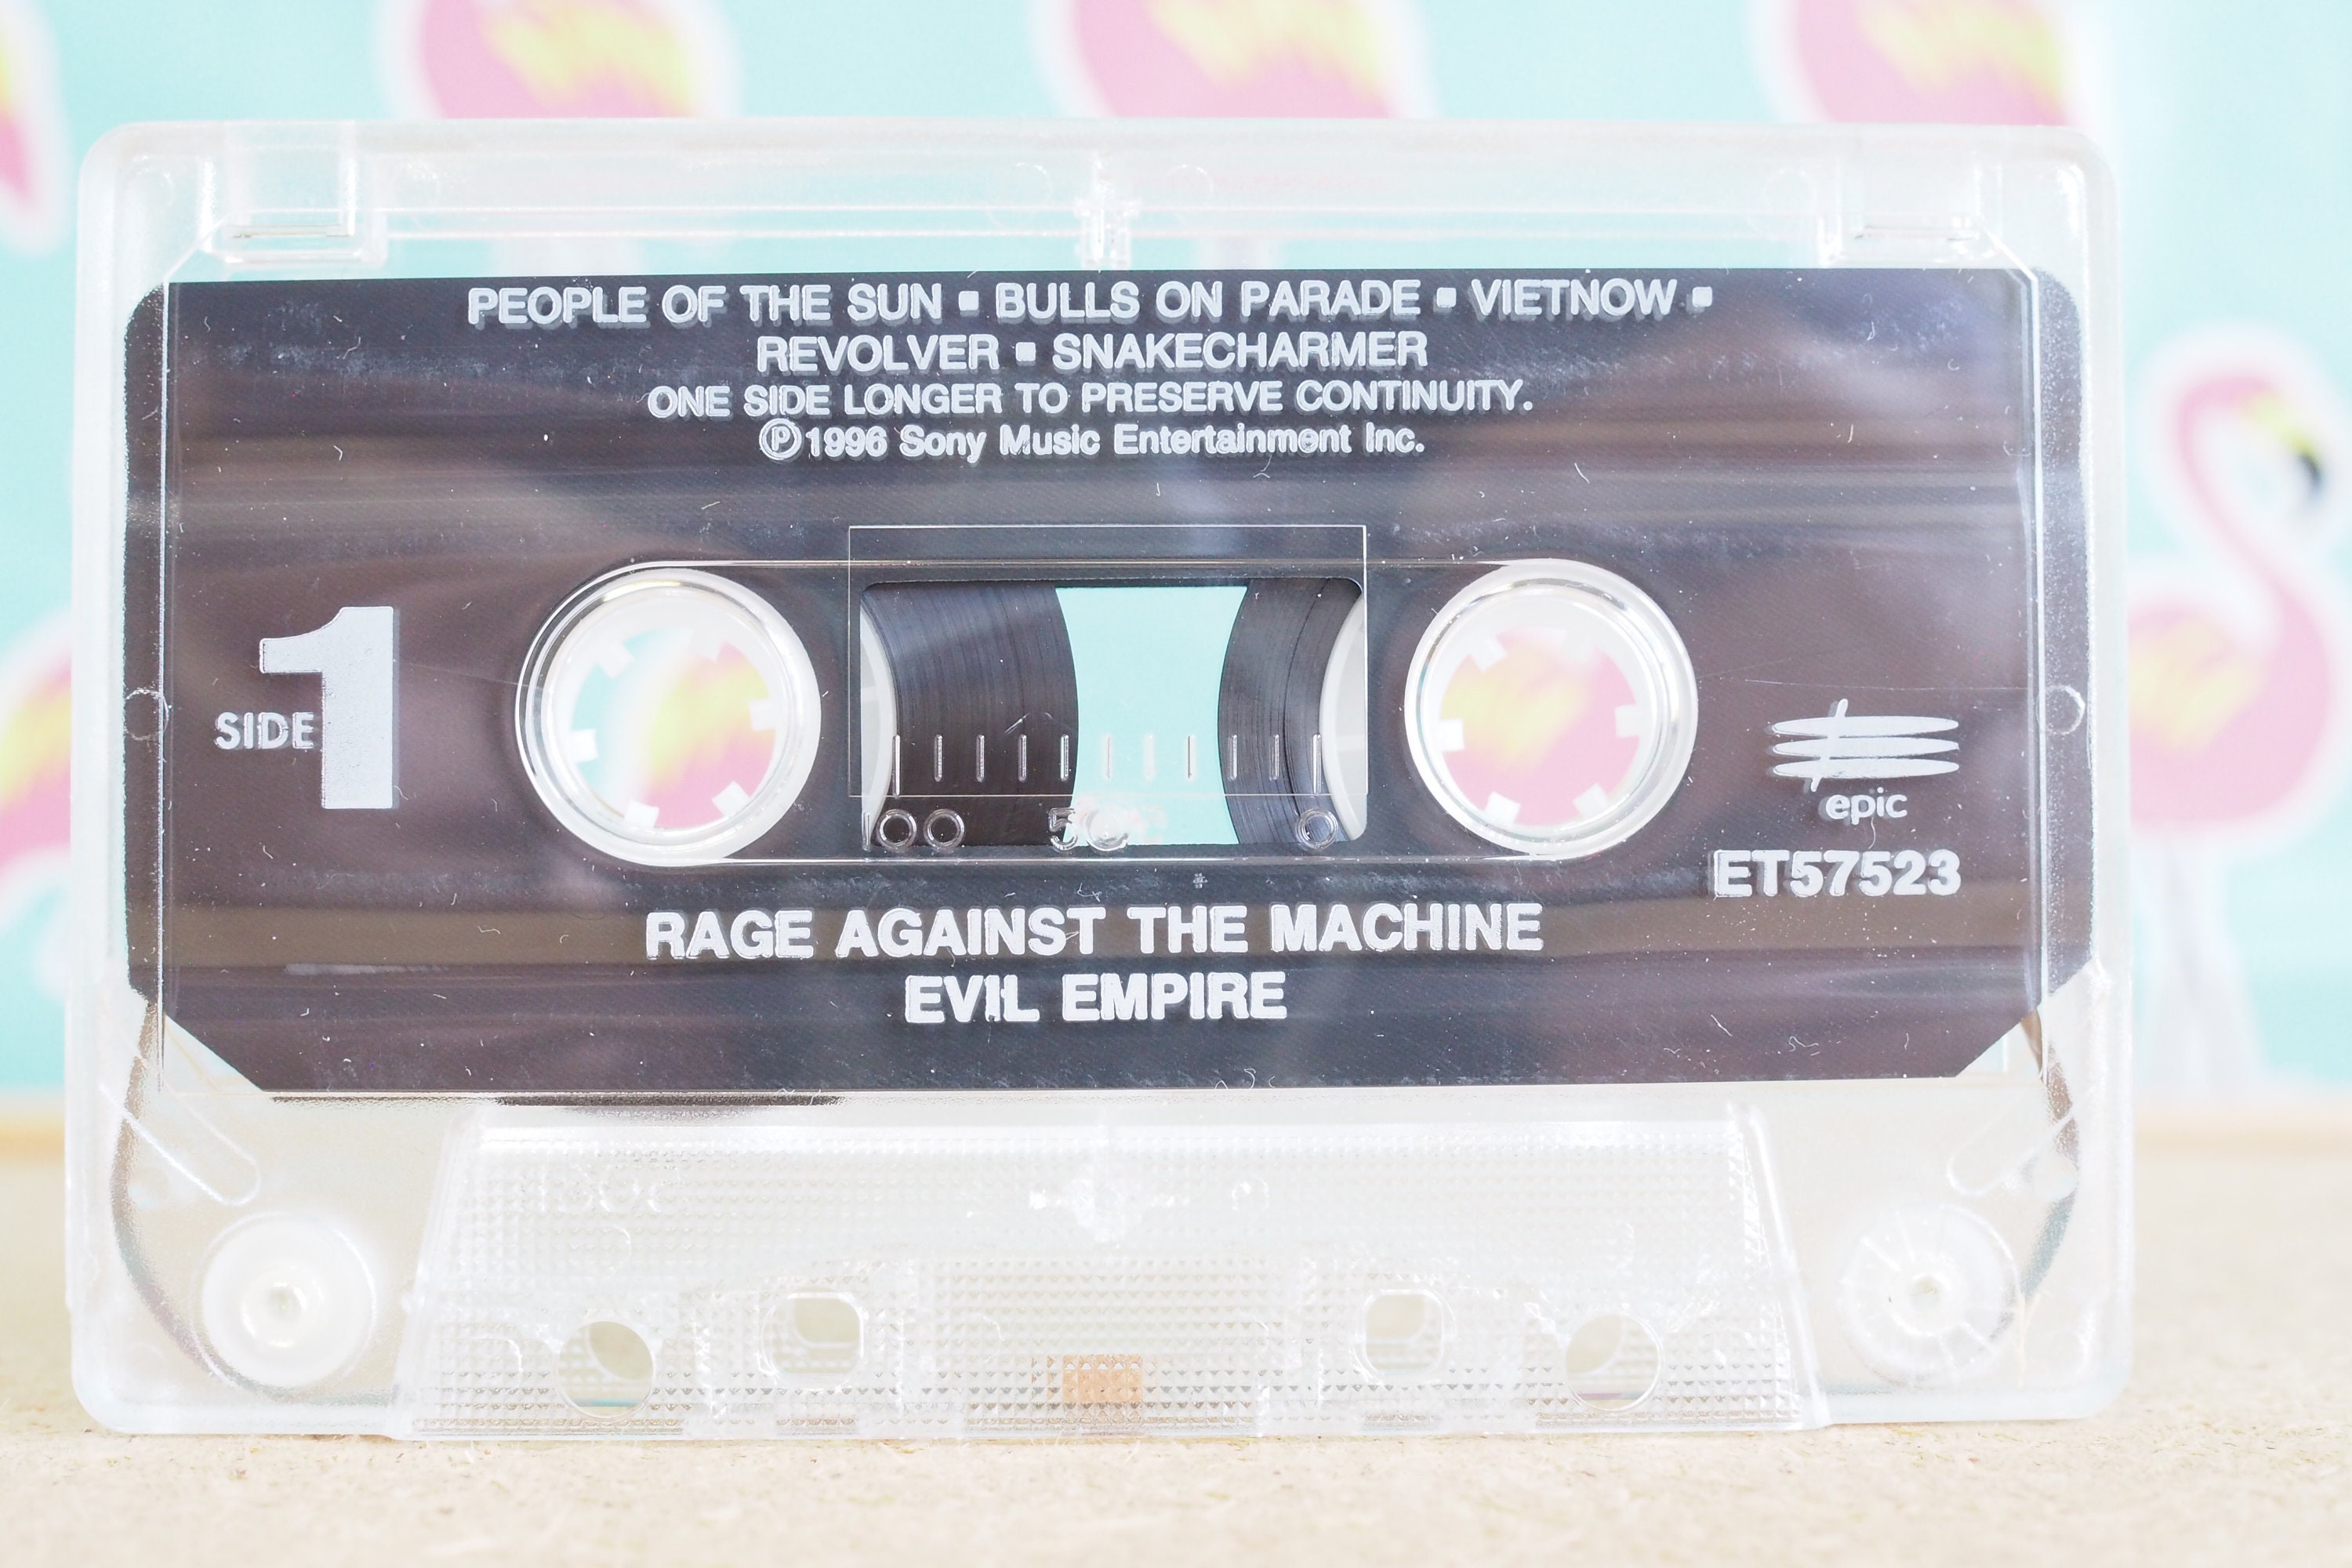 PEOPLE OF THE SUN ▪ BULLS ON PARADE ▪ VIETNOW ▪
REVOLVER ▪ SNAKECHARMER
ONE SIDE LONGER TO PRESERVE CONTINUITY.
℗1996 Sony Music Entertainment Inc.
SIDE 1
epic
ET57523
RAGE AGAINST THE MACHINE
EVIL EMPIRE